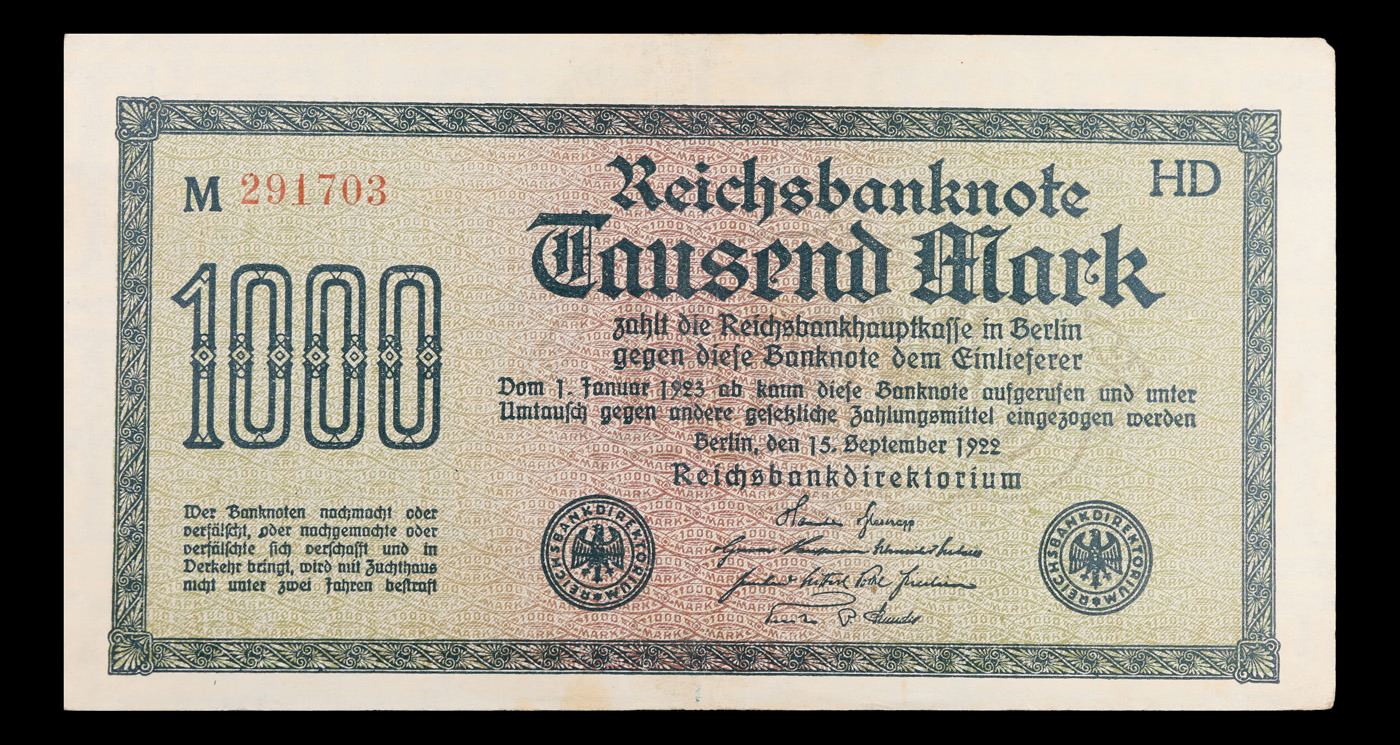 M 291703
HD
Reichsbanknote
Tausend Mark
1000
zahlt die Reichsbankhauptkasse in Berlin
gegen diese Banknote dem Einlieferer
Vom 1. Januar 1923 ab kann diese Banknote aufgerufen und unter
Umtausch gegen andere gesetzliche Zahlungsmittel eingezogen werden
Berlin, den 15. September 1922
Reichsbankdirektorium
Wer Banknoten nachmacht oder
verfälscht, oder nachgemachte oder
verfälschte sich verschafft und in
Verkehr bringt, wird mit Zuchthaus
nicht unter zwei Jahren bestraft
REICHSBANKDIREKTORIUM
REICHSBANKDIREKTORIUM